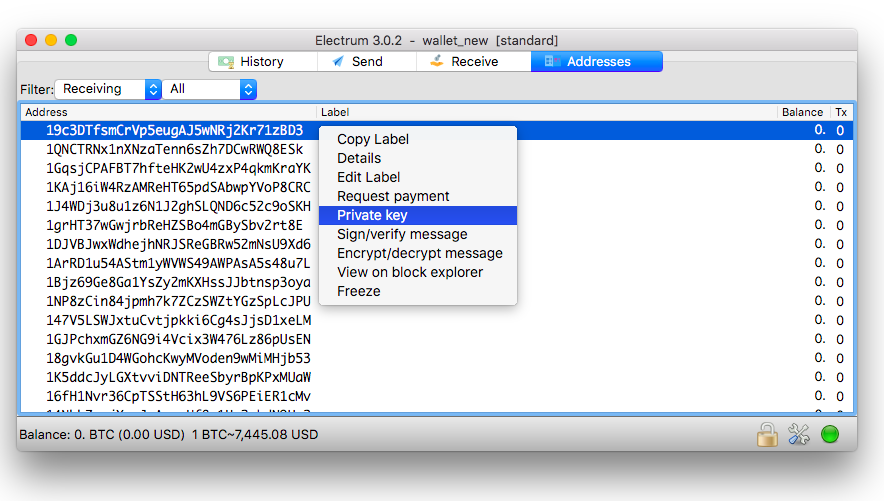 Electrum 3.0.2 - wallet_new [standard]
History Send Receive Addresses
Filter: Receiving All
Address Label Balance Tx
19c3DTfsmCrVp5eugAJ5wNRj2Kr71zBD3 0. 0
1QNCTRNx1nXNzaTenn6sZh7DCwRWQ8ESk Copy Label 0. 0
1GqsjCPAFBT7hfteHK2wU4zxP4qkmKraYK Details 0. 0
1KAj16iW4RzAMReHT65pdSAbwpYVoP8CRC Edit Label 0. 0
1J4WDj3u8u1z6N1J2ghSLQND6c52c9oSKH Request payment 0. 0
1grHT37wGwjrbReHZSBo4mGBySbvZrt8E Private key 0. 0
1DJVBJwxWdhejhNRJSReGBRw52mNsU9Xd6 Sign/verify message 0. 0
1ArRD1u54AStm1yWVWS49AWPAsA5s48u7L Encrypt/decrypt message 0. 0
1Bjz69Ge8Ga1YsZy2mKXHssJJbtnsp3oya View on block explorer 0. 0
1NP8zCin84jpmh7k7ZCzSWZtYGzSpLcJPU Freeze 0. 0
147V5LSWJxtuCvtjpkki6Cg4sJjsD1xeLM 0. 0
1GJPchxmGZ6NG9i4Vcix3W476Lz86pUsEN 0. 0
18gvkGu1D4WGohcKwyMVoden9wMiMHjb53 0. 0
1K5ddcJyLGXtvviDNTReeSbyrBpKPxMUaW 0. 0
16fH1Nvr36CpTSStH63hL9VS6PEiER1cMv 0. 0
Balance: 0. BTC (0.00 USD) 1 BTC~7,445.08 USD